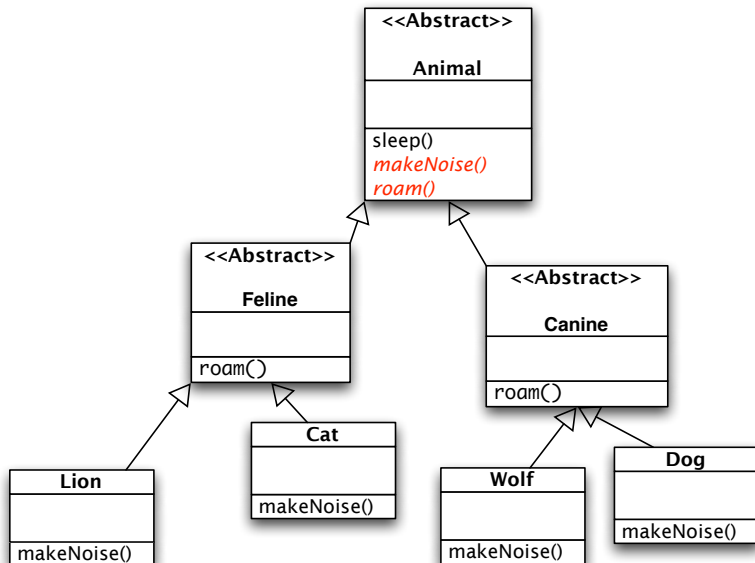 <<Abstract>>
Animal
sleep()
makeNoise()
roam()
<<Abstract>>
Feline
roam()
<<Abstract>>
Canine
roam()
Lion
makeNoise()
Cat
makeNoise()
Wolf
makeNoise()
Dog
makeNoise()